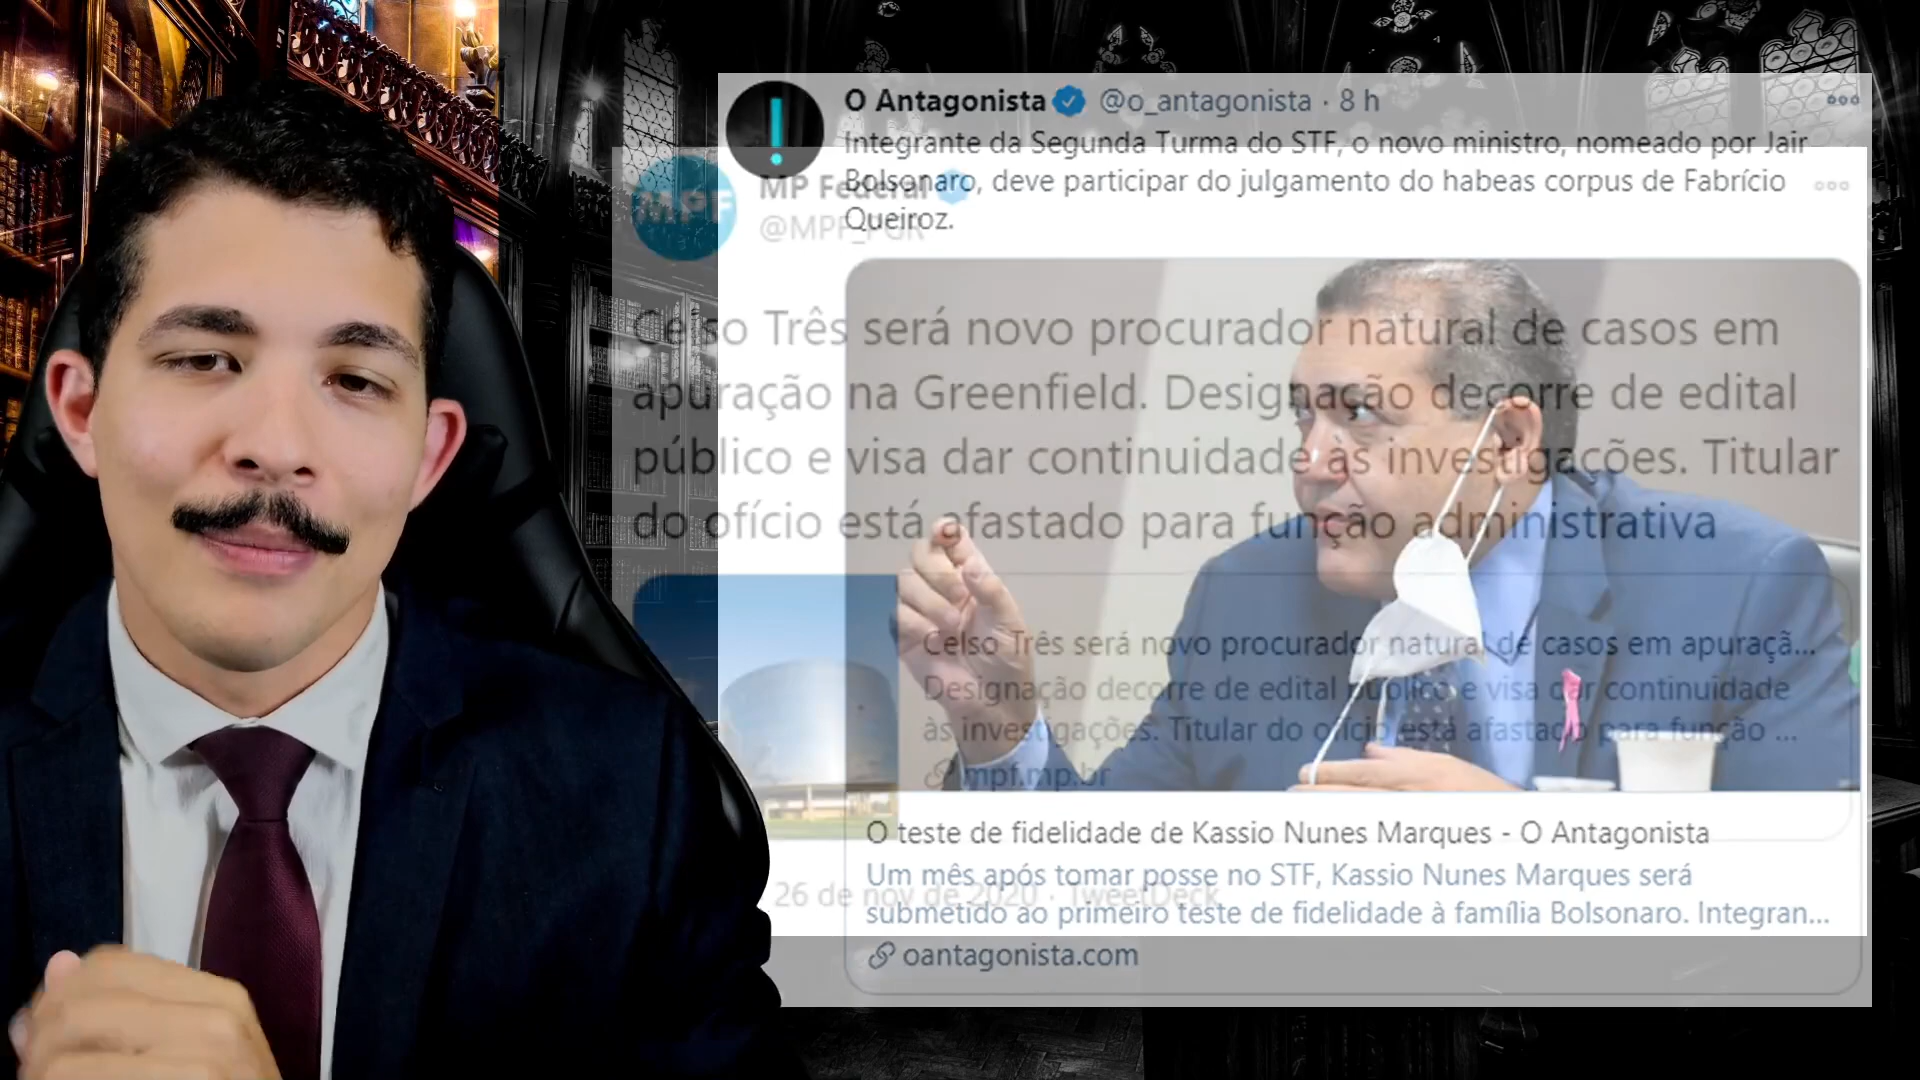 O Antagonista @o_antagonista · 8 h
Integrante da Segunda Turma do STF, o novo ministro, nomeado por Jair
Bolsonaro, deve participar do julgamento do habeas corpus de Fabrício
Queiroz.
O teste de fidelidade de Kassio Nunes Marques - O Antagonista
Um mês após tomar posse no STF, Kassio Nunes Marques será
submetido ao primeiro teste de fidelidade à família Bolsonaro. Integran...
oantagonista.com
MPF
MP Federal
@MPF_PGR
Celso Três será novo procurador natural de casos em
apuração na Greenfield. Designação decorre de edital
público e visa dar continuidade às investigações. Titular
do ofício está afastado para função administrativa
Celso Três será novo procurador natural de casos em apuraçã...
Designação decorre de edital público e visa dar continuidade
às investigações. Titular do ofício está afastado para função ...
mpf.mp.br
26 de nov de 2020 · TweetDeck